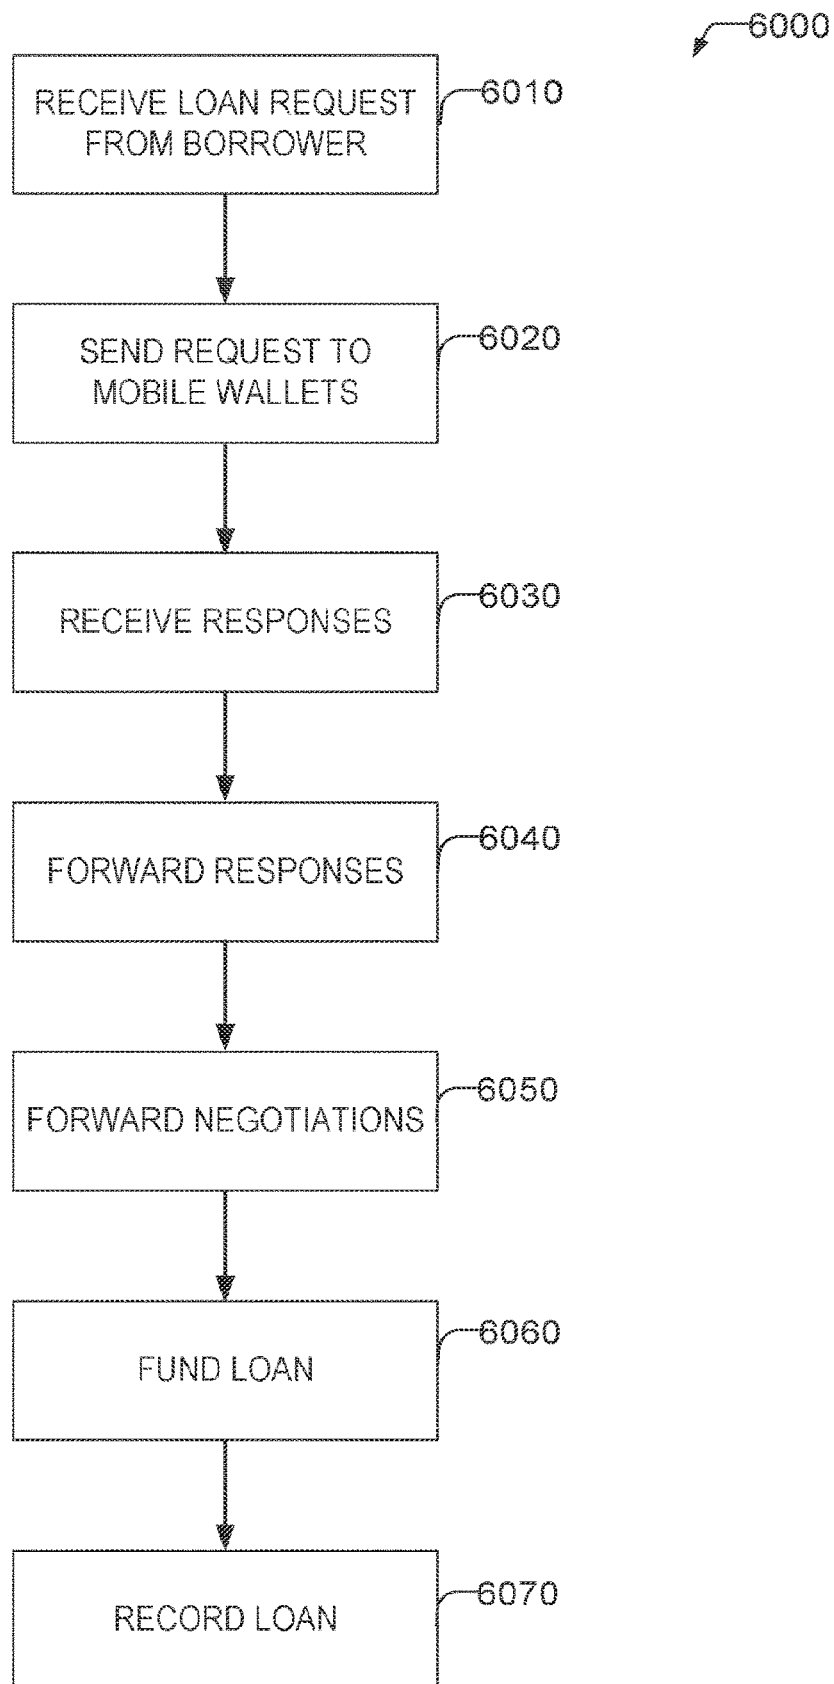 6000
RECEIVE LOAN REQUEST
FROM BORROWER
6010
SEND REQUEST TO
MOBILE WALLETS
6020
RECEIVE RESPONSES
6030
FORWARD RESPONSES
6040
FORWARD NEGOTIATIONS
6050
FUND LOAN
6060
RECORD LOAN
6070